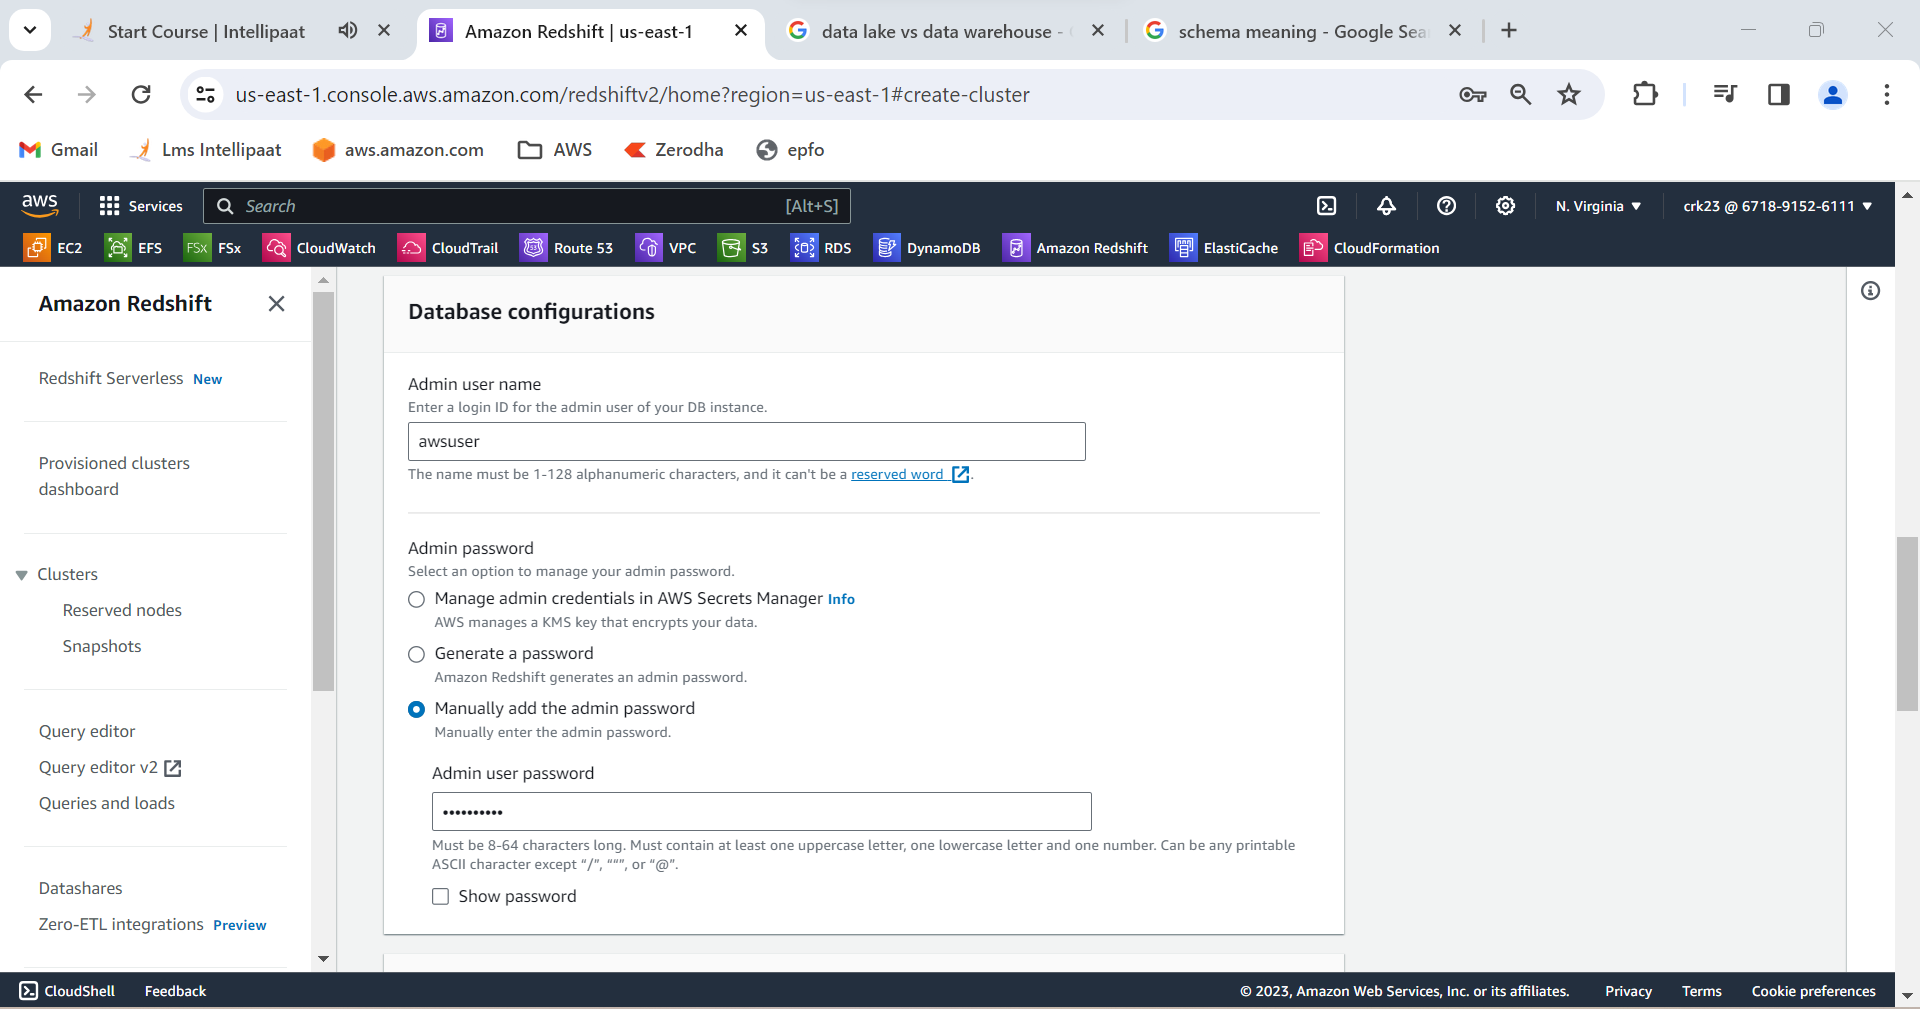 Start Course | Intellipaat
Amazon Redshift | us-east-1
data lake vs data warehouse -
schema meaning - Google Sea
us-east-1.console.aws.amazon.com/redshiftv2/home?region=us-east-1#create-cluster
Gmail
Lms Intellipaat
aws.amazon.com
AWS
Zerodha
epfo
aws
Services
Search
[Alt+S]
N. Virginia
crk23 @ 6718-9152-6111
EC2
EFS
FSx
FSx
CloudWatch
CloudTrail
Route 53
VPC
S3
RDS
DynamoDB
Amazon Redshift
ElastiCache
CloudFormation
Amazon Redshift
Redshift Serverless New
Provisioned clusters
dashboard
Clusters
Reserved nodes
Snapshots
Query editor
Query editor v2
Queries and loads
Datashares
Zero-ETL integrations Preview
Database configurations
Admin user name
Enter a login ID for the admin user of your DB instance.
awsuser
The name must be 1-128 alphanumeric characters, and it can't be a reserved word .
Admin password
Select an option to manage your admin password.
Manage admin credentials in AWS Secrets Manager Info
AWS manages a KMS key that encrypts your data.
Generate a password
Amazon Redshift generates an admin password.
Manually add the admin password
Manually enter the admin password.
Admin user password
••••••••••
Must be 8-64 characters long. Must contain at least one uppercase letter, one lowercase letter and one number. Can be any printable
ASCII character except “/”, “““, or “@”.
Show password
CloudShell
Feedback
© 2023, Amazon Web Services, Inc. or its affiliates.
Privacy
Terms
Cookie preferences